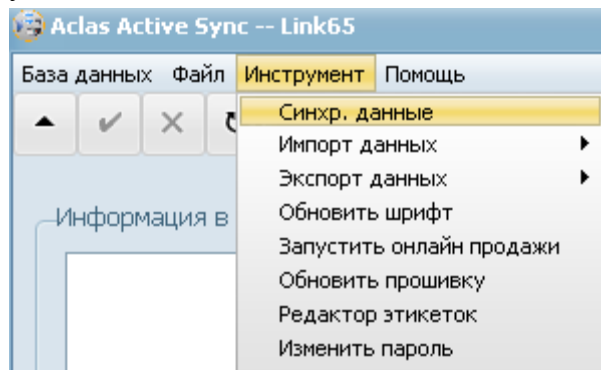 Aclas Active Sync -- Link65
База данных Файл Инструмент Помощь
Синхр. данные
Импорт данных
Экспорт данных
Информация в
Обновить шрифт
Запустить онлайн продажи
Обновить прошивку
Редактор этикеток
Изменить пароль